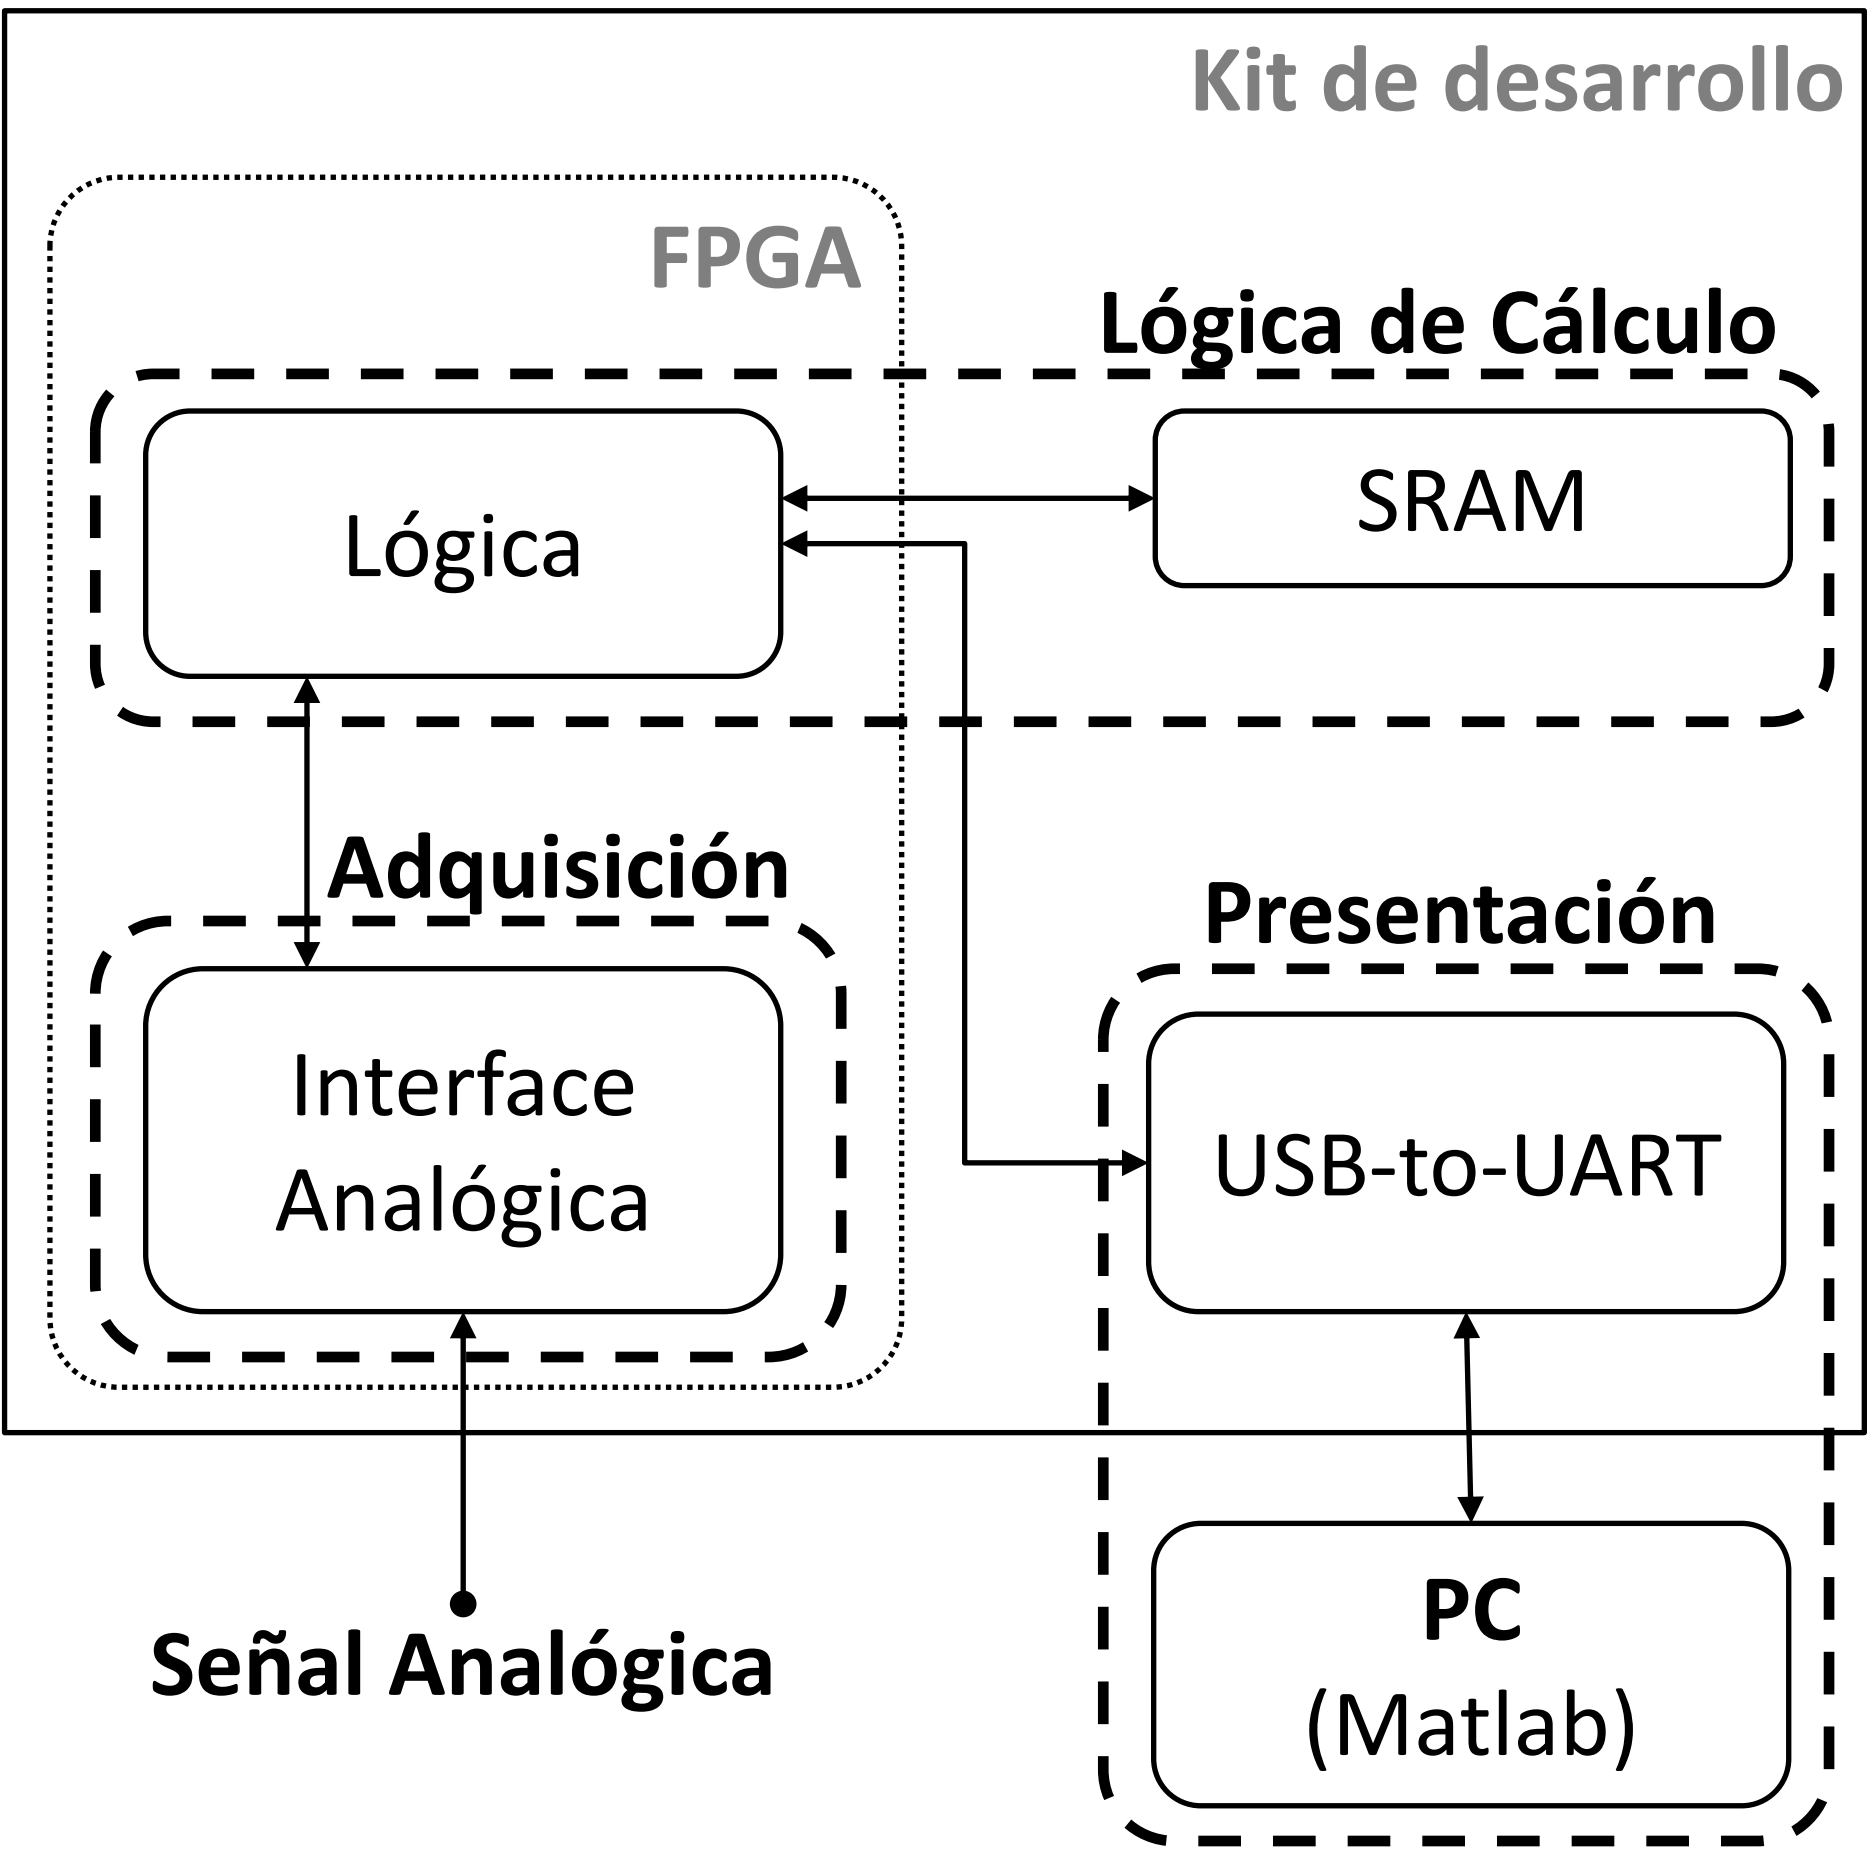 Kit de desarrollo
FPGA
Lógica de Cálculo
Lógica
SRAM
Adquisición
Interface
Analógica
Presentación
USB-to-UART
Señal Analógica
PC
(Matlab)